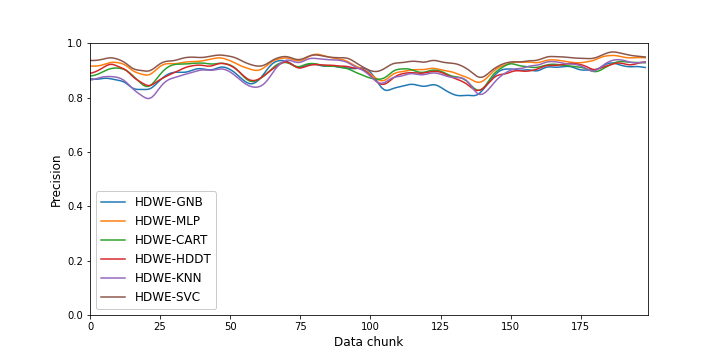 1.0
0.8
0.6
0.4
0.2
0.0
Precision
HDWE-GNB
HDWE-MLP
HDWE-CART
HDWE-HDDT
HDWE-KNN
HDWE-SVC
0 25 50 75 100 125 150 175
Data chunk